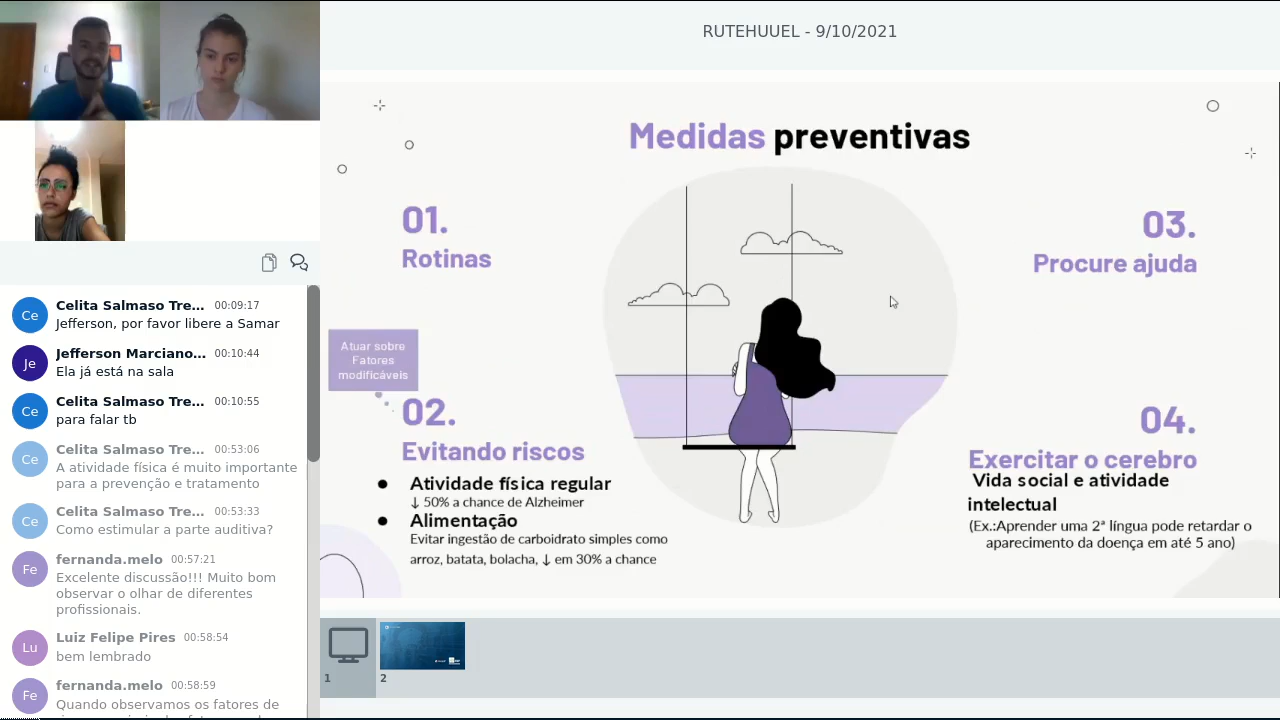 RUTEHUUEL - 9/10/2021
Medidas preventivas
01.
Rotinas
Atuar sobre
Fatores
modificáveis
02.
Evitando riscos
● Atividade física regular
↓ 50% a chance de Alzheimer
● Alimentação
Evitar ingestão de carboidrato simples como
arroz, batata, bolacha, ↓ em 30% a chance
03.
Procure ajuda
04.
Exercitar o cerebro
Vida social e atividade
intelectual
(Ex.:Aprender uma 2ª língua pode retardar o
aparecimento da doença em até 5 ano)
Ce
Celita Salmaso Tre... 00:09:17
Jefferson, por favor libere a Samar
Je
Jefferson Marciano... 00:10:44
Ela já está na sala
Ce
Celita Salmaso Tre... 00:10:55
para falar tb
Ce
Celita Salmaso Tre... 00:53:06
A atividade física é muito importante
para a prevenção e tratamento
Ce
Celita Salmaso Tre... 00:53:33
Como estimular a parte auditiva?
Fe
fernanda.melo 00:57:21
Excelente discussão!!! Muito bom
observar o olhar de diferentes
profissionais.
Lu
Luiz Felipe Pires 00:58:54
bem lembrado
Fe
fernanda.melo 00:58:59
Quando observamos os fatores de
1
2